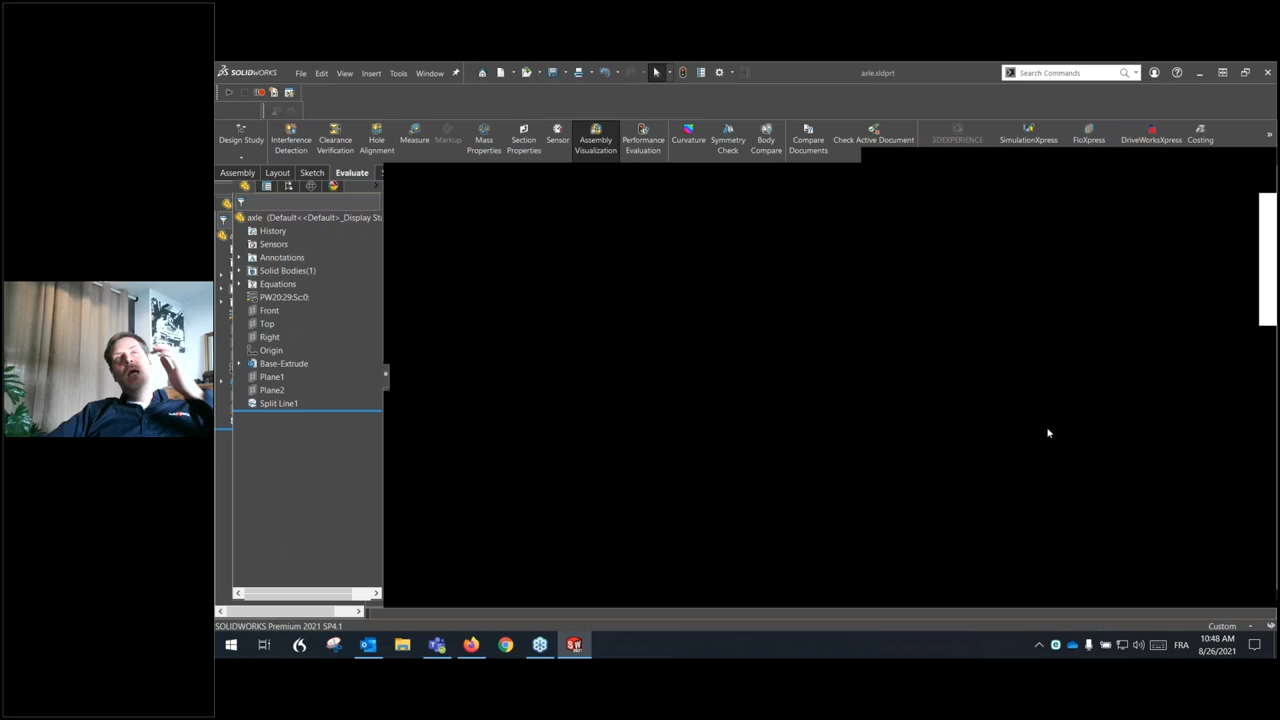 SOLIDWORKS File Edit View Insert Tools Window axle.sldprt Search Commands
Design Study Interference Detection Clearance Verification Hole Alignment Measure Markup Mass Properties Section Properties Sensor Assembly Visualization Performance Evaluation Curvature Symmetry Check Body Compare Compare Documents Check Active Document 3DEXPERIENCE SimulationXpress FloXpress DriveWorksXpress Costing
Assembly Layout Sketch Evaluate
axle (Default<<Default>_Display Sta
History
Sensors
Annotations
Solid Bodies(1)
Equations
PW20:29:Sc:0:
Front
Top
Right
Origin
Base-Extrude
Plane1
Plane2
Split Line1
SOLIDWORKS Premium 2021 SP4.1 Custom
FRA 10:48 AM
8/26/2021